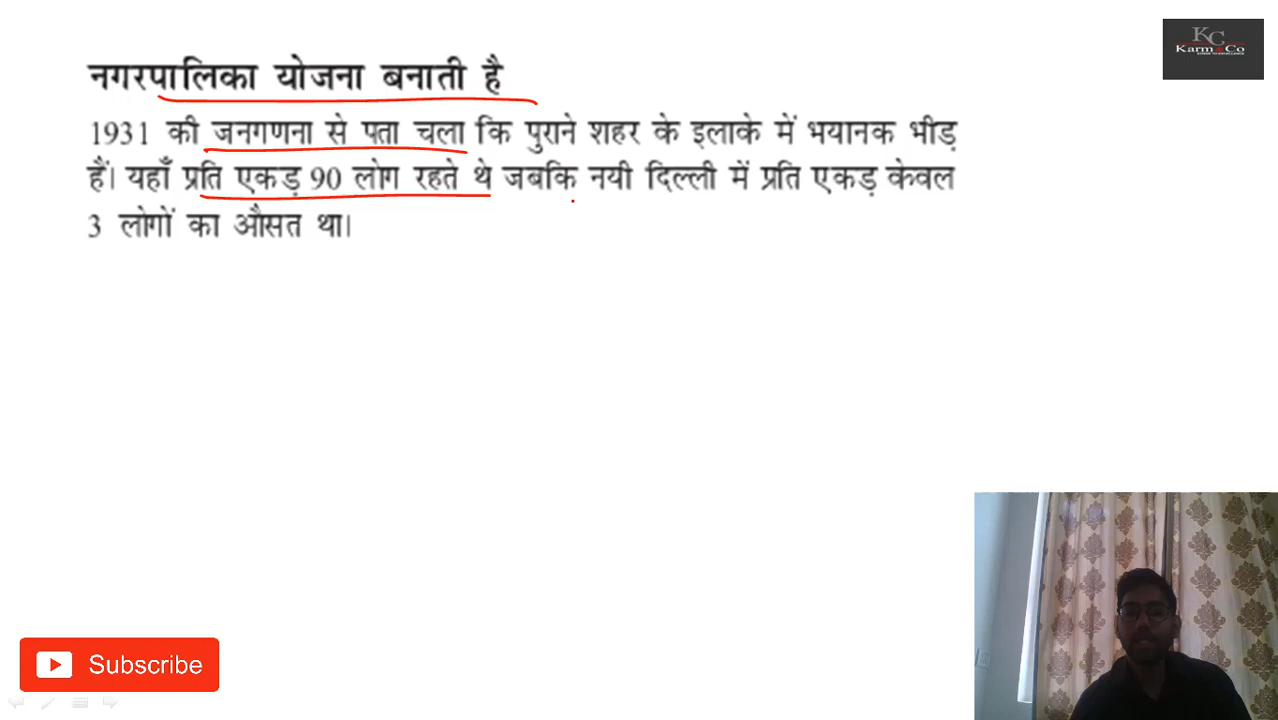 KC
Karm Co
नगरपालिका योजना बनाती है
1931 की जनगणना से पता चला कि पुराने शहर के इलाके में भयानक भीड़
हैं। यहाँ प्रति एकड़ 90 लोग रहते थे जबकि नयी दिल्ली में प्रति एकड़ केवल
3 लोगों का औसत था।
Subscribe